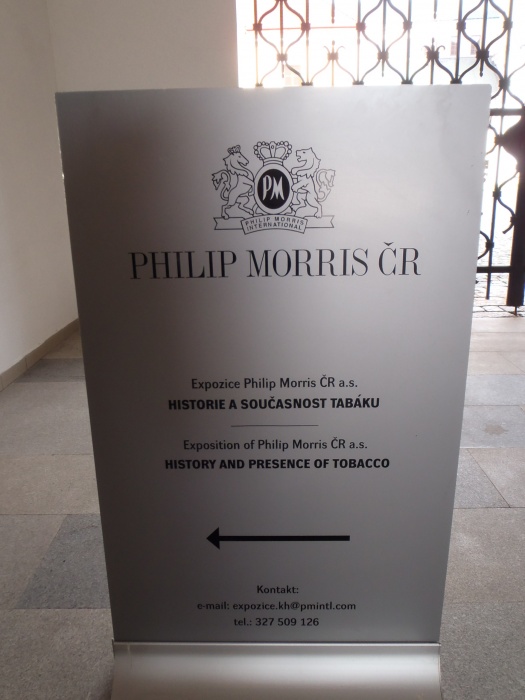 PM
PHILIP MORRIS
INTERNATIONAL
PHILIP MORRIS ČR
Expozice Philip Morris ČR a.s.
HISTORIE A SOUČASNOST TABÁKU
Exposition of Philip Morris ČR a.s.
HISTORY AND PRESENCE OF TOBACCO
Kontakt:
e-mail: expozice.kh@pmintl.com
tel.: 327 509 126